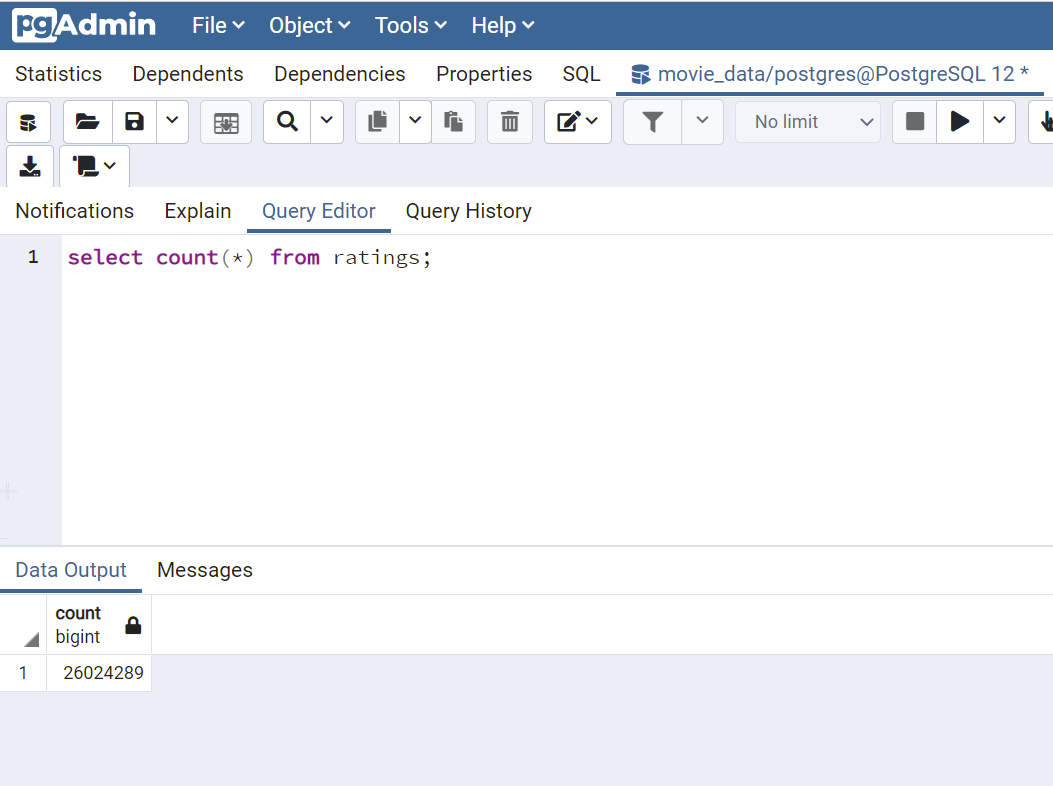 pgAdmin File Object Tools Help
Statistics Dependents Dependencies Properties SQL movie_data/postgres@PostgreSQL 12 *
No limit
Notifications Explain Query Editor Query History
1 select count(*) from ratings;
Data Output Messages
count
bigint
1 26024289